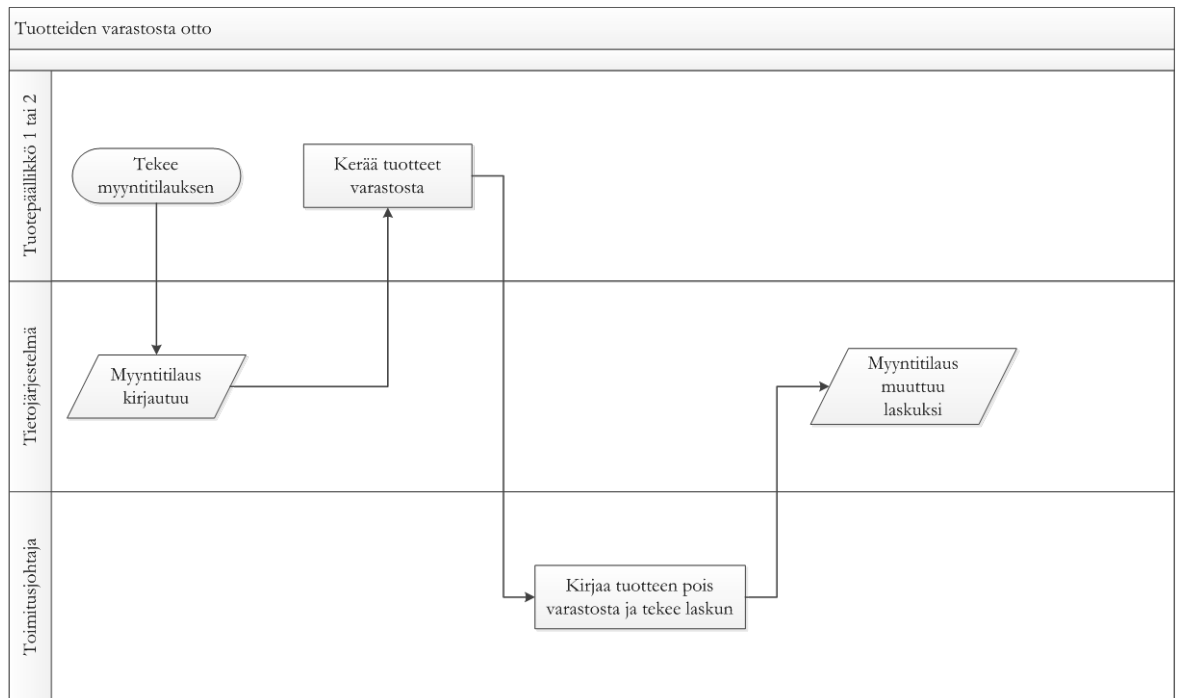 Tuotteiden varastosta otto
Tuotepäällikkö 1 tai 2
Tekee
myyntitilauksen
Kerää tuotteet
varastosta
Tietojärjestelmä
Myyntitilaus
kirjautuu
Myyntitilaus
muuttuu
laskuksi
Toimitusjohtaja
Kirjaa tuotteen pois
varastosta ja tekee laskun